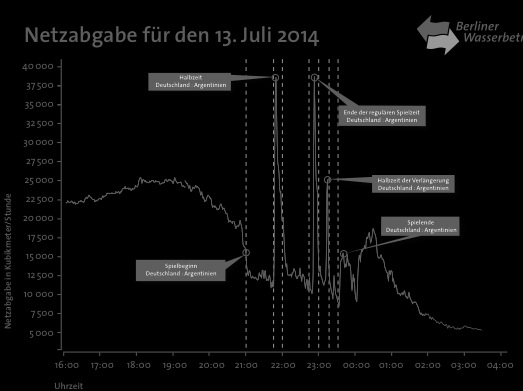 Netzabgabe für den 13. Juli 2014
Berliner
Wasserbet
40 000
37 500
35 000
32 500
30 000
27 500
25 000
22 500
20 000
17 500
15 000
12 500
10 000
7 500
5 000
Netzabgabe in Kubikmeter/Stunde
Halbzeit
Deutschland : Argentinien
Ende der regulären Spielzeit
Deutschland : Argentinien
Halbzeit der Verlängerung
Deutschland : Argentinien
Spielende
Deutschland : Argentinien
Spielbeginn
Deutschland : Argentinien
16:00 17:00 18:00 19:00 20:00 21:00 22:00 23:00 00:00 01:00 02:00 03:00 04:00
Uhrzeit